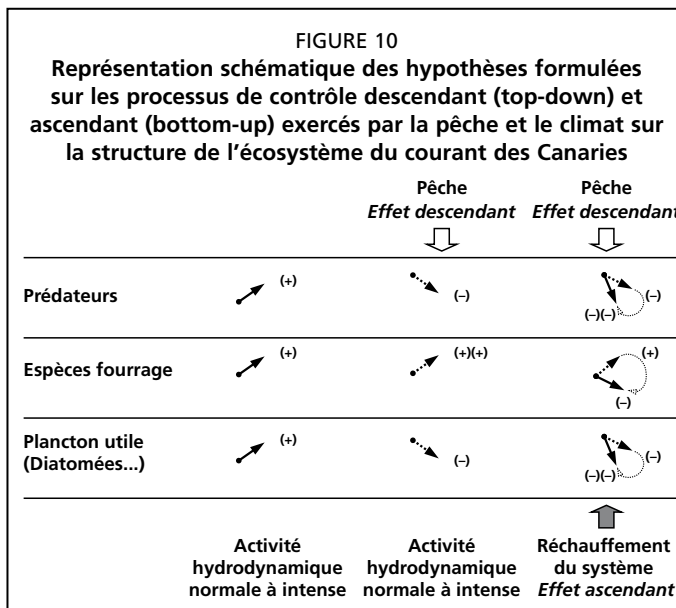 FIGURE 10
Représentation schématique des hypothèses formulées
sur les processus de contrôle descendant (top-down) et
ascendant (bottom-up) exercés par la pêche et le climat sur
la structure de l'écosystème du courant des Canaries
Pêche Pêche
Effet descendant Effet descendant
Prédateurs (+) (–) (–)(–) (–)
Espèces fourrage (+) (+)(+) (+) (–)
Plancton utile
(Diatomées...) (+) (–) (–)(–) (–)
Activité Activité Réchauffement
hydrodynamique hydrodynamique du système
normale à intense normale à intense Effet ascendant